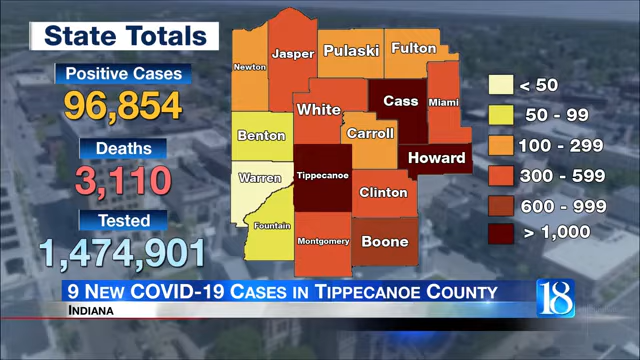 State Totals
Positive Cases
96,854
Deaths
3,110
Tested
1,474,901
Newton
Jasper
Pulaski
Fulton
White
Cass
Miami
Benton
Carroll
Howard
Warren
Tippecanoe
Clinton
Fountain
Montgomery
Boone
< 50
50 - 99
100 - 299
300 - 599
600 - 999
> 1,000
9 New COVID-19 Cases in Tippecanoe County
Indiana
18